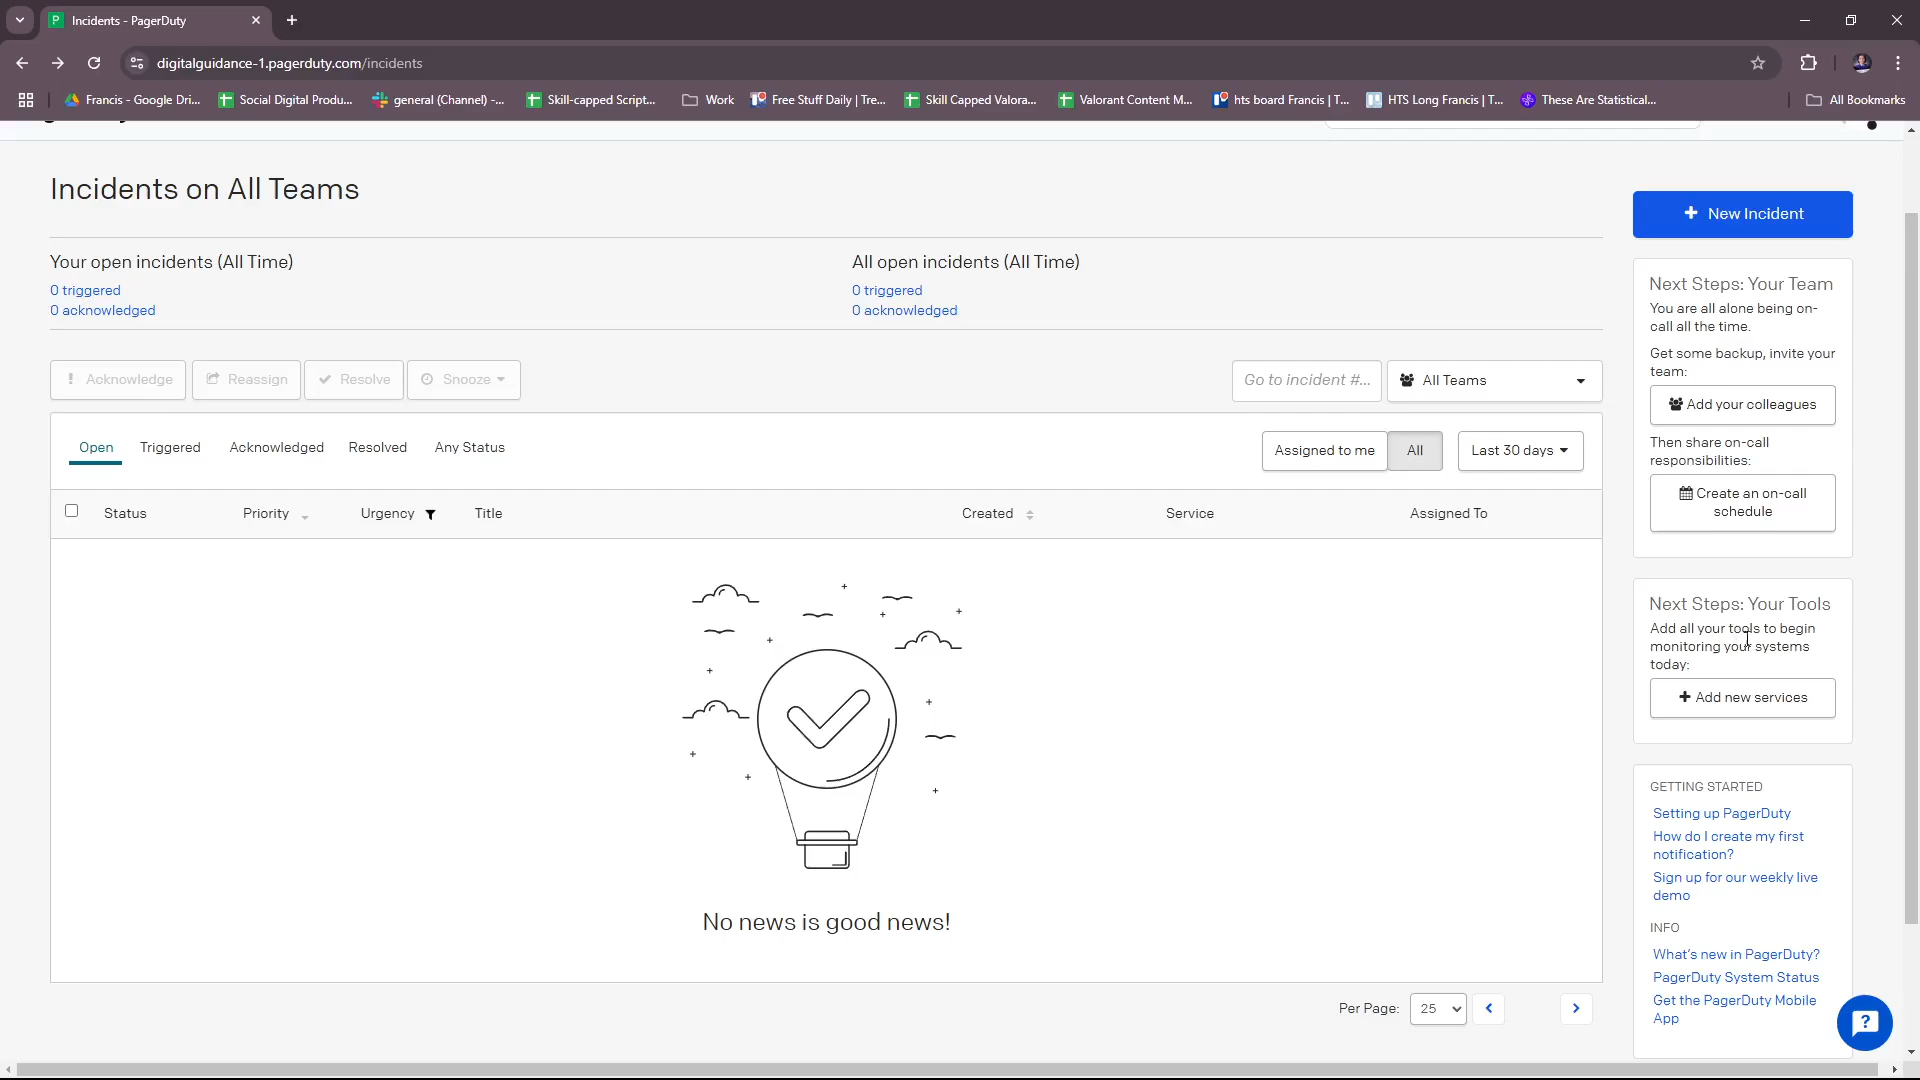 Incidents - PagerDuty
digitalguidance-1.pagerduty.com/incidents
Francis - Google Dri...
Social Digital Produ...
general (Channel) -...
Skill-capped Script...
Work
Free Stuff Daily | Tre...
Skill Capped Valora...
Valorant Content M...
hts board Francis | T...
HTS Long Francis | T...
These Are Statistical...
All Bookmarks
Incidents on All Teams
New Incident
Your open incidents (All Time)
0 triggered
0 acknowledged
All open incidents (All Time)
0 triggered
0 acknowledged
Next Steps: Your Team
You are all alone being on-
call all the time.
Get some backup, invite your
team:
Add your colleagues
Then share on-call
responsibilities:
Create an on-call
schedule
Acknowledge
Reassign
Resolve
Snooze
Go to incident #...
All Teams
Open
Triggered
Acknowledged
Resolved
Any Status
Assigned to me
All
Last 30 days
Status
Priority
Urgency
Title
Created
Service
Assigned To
Next Steps: Your Tools
Add all your tools to begin
monitoring your systems
today:
Add new services
No news is good news!
GETTING STARTED
Setting up PagerDuty
How do I create my first
notification?
Sign up for our weekly live
demo
INFO
What's new in PagerDuty?
PagerDuty System Status
Get the PagerDuty Mobile
App
Per Page:
25